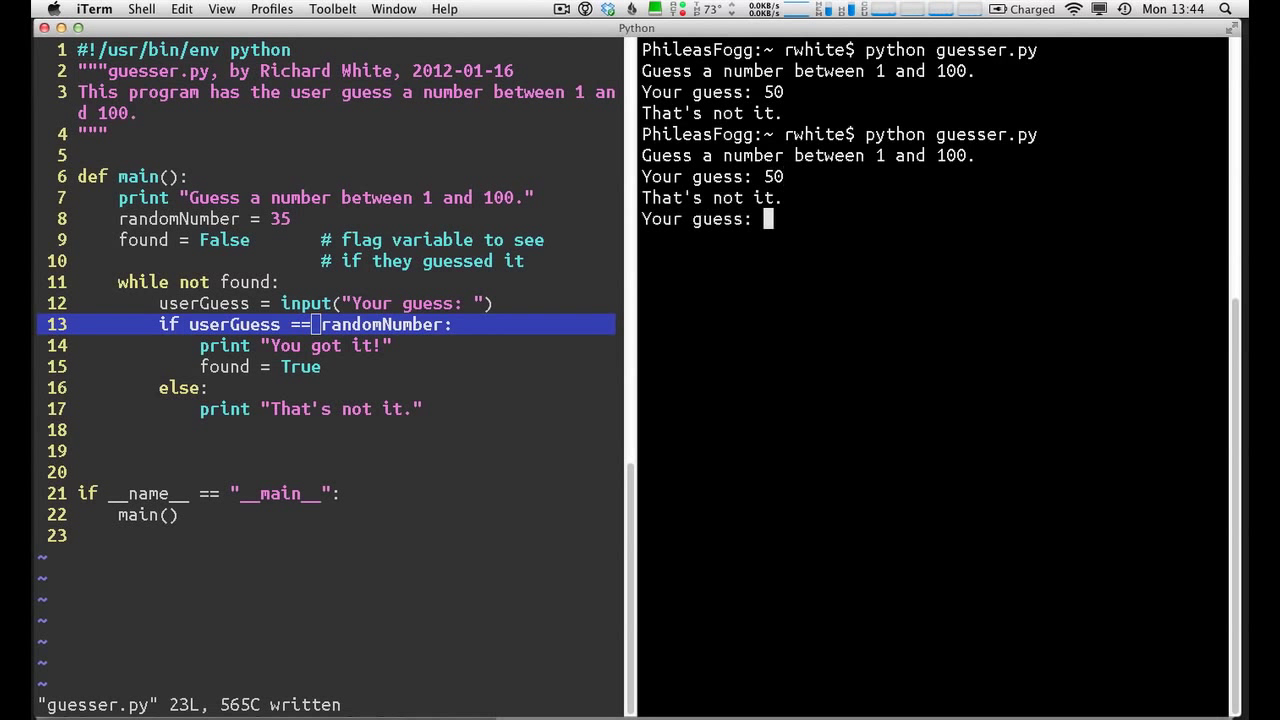 iTerm Shell Edit View Profiles Toolbelt Window Help 73° 0.0KB/s 0.0KB/s Charged Mon 13:44
Python
1 #!/usr/bin/env python
2 """guesser.py, by Richard White, 2012-01-16
3 This program has the user guess a number between 1 an
d 100.
4 """
5
6 def main():
7 print "Guess a number between 1 and 100."
8 randomNumber = 35
9 found = False # flag variable to see
10 # if they guessed it
11 while not found:
12 userGuess = input("Your guess: ")
13 if userGuess == randomNumber:
14 print "You got it!"
15 found = True
16 else:
17 print "That's not it."
18
19
20
21 if __name__ == "__main__":
22 main()
23
~
~
~
~
~
~
~
"guesser.py" 23L, 565C written
PhileasFogg:~ rwhite$ python guesser.py
Guess a number between 1 and 100.
Your guess: 50
That's not it.
PhileasFogg:~ rwhite$ python guesser.py
Guess a number between 1 and 100.
Your guess: 50
That's not it.
Your guess: